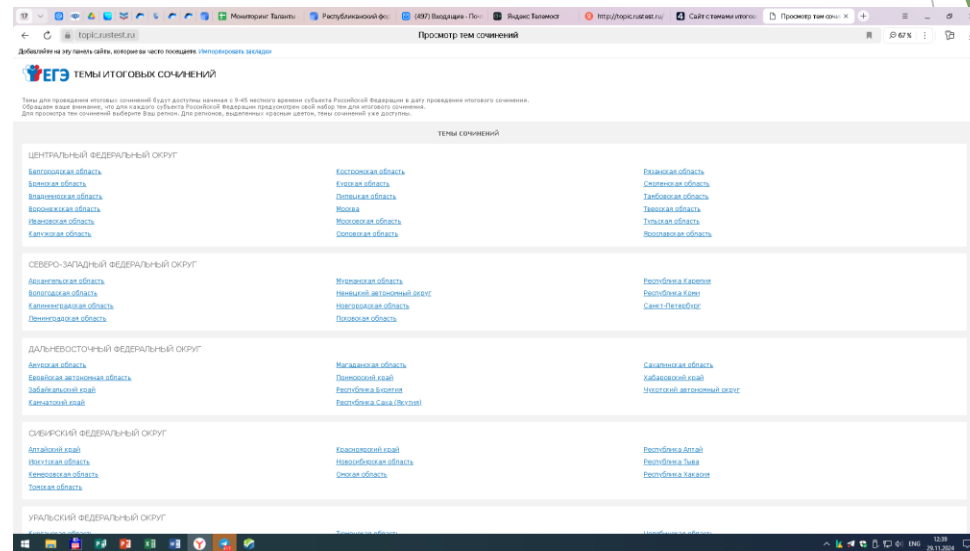 17
Мониторинг Таланты
Республиканский фо
(497) Входящие - Поч
Яндекс Телемост
http://topic.rustest.ru/
Сайт с темами итогов
Просмотр тем сочи
topic.rustest.ru
Просмотр тем сочинений
67 %
Добавляйте на эту панель сайты, которые вы часто посещаете. Импортировать закладки
ЕГЭ ТЕМЫ ИТОГОВЫХ СОЧИНЕНИЙ
Темы для проведения итоговых сочинений будут доступны начиная с 9-45 местного времени субъекта Российской Федерации в дату проведения итогового сочинения.
Обращаем ваше внимание, что для каждого субъекта Российской Федерации предусмотрен свой набор тем для итогового сочинения.
Для просмотра тем сочинений выберите Ваш регион. Для регионов, выделенных красным цветом, темы сочинений уже доступны.
ТЕМЫ СОЧИНЕНИЙ
ЦЕНТРАЛЬНЫЙ ФЕДЕРАЛЬНЫЙ ОКРУГ
Белгородская область
Костромская область
Рязанская область
Брянская область
Курская область
Смоленская область
Владимирская область
Липецкая область
Тамбовская область
Воронежская область
Москва
Тверская область
Ивановская область
Московская область
Тульская область
Калужская область
Орловская область
Ярославская область
СЕВЕРО-ЗАПАДНЫЙ ФЕДЕРАЛЬНЫЙ ОКРУГ
Архангельская область
Мурманская область
Республика Карелия
Вологодская область
Ненецкий автономный округ
Республика Коми
Калининградская область
Новгородская область
Санкт-Петербург
Ленинградская область
Псковская область
ДАЛЬНЕВОСТОЧНЫЙ ФЕДЕРАЛЬНЫЙ ОКРУГ
Амурская область
Магаданская область
Сахалинская область
Еврейская автономная область
Приморский край
Хабаровский край
Забайкальский край
Республика Бурятия
Чукотский автономный округ
Камчатский край
Республика Саха (Якутия)
СИБИРСКИЙ ФЕДЕРАЛЬНЫЙ ОКРУГ
Алтайский край
Красноярский край
Республика Алтай
Иркутская область
Новосибирская область
Республика Тыва
Кемеровская область
Омская область
Республика Хакасия
Томская область
УРАЛЬСКИЙ ФЕДЕРАЛЬНЫЙ ОКРУГ
Курганская область
Тюменская область
Челябинская область
ENG
12:39
29.11.2024